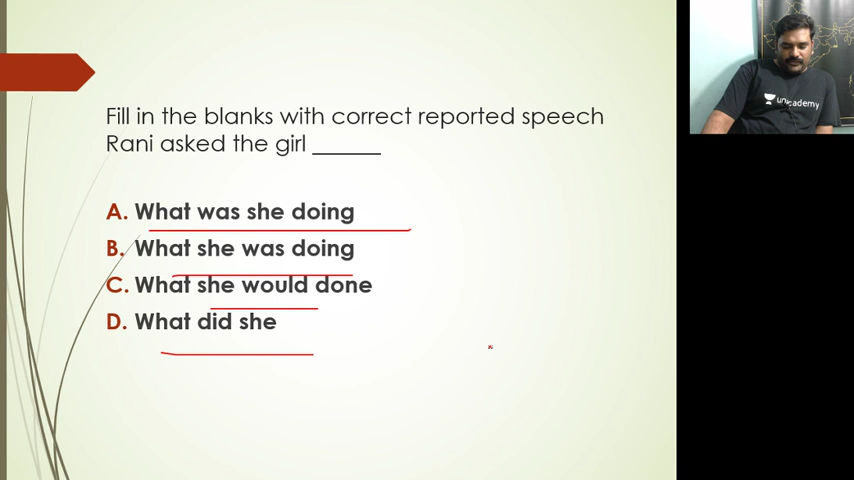 Fill in the blanks with correct reported speech
Rani asked the girl ______
A. What was she doing
B. What she was doing
C. What she would done
D. What did she
unacademy